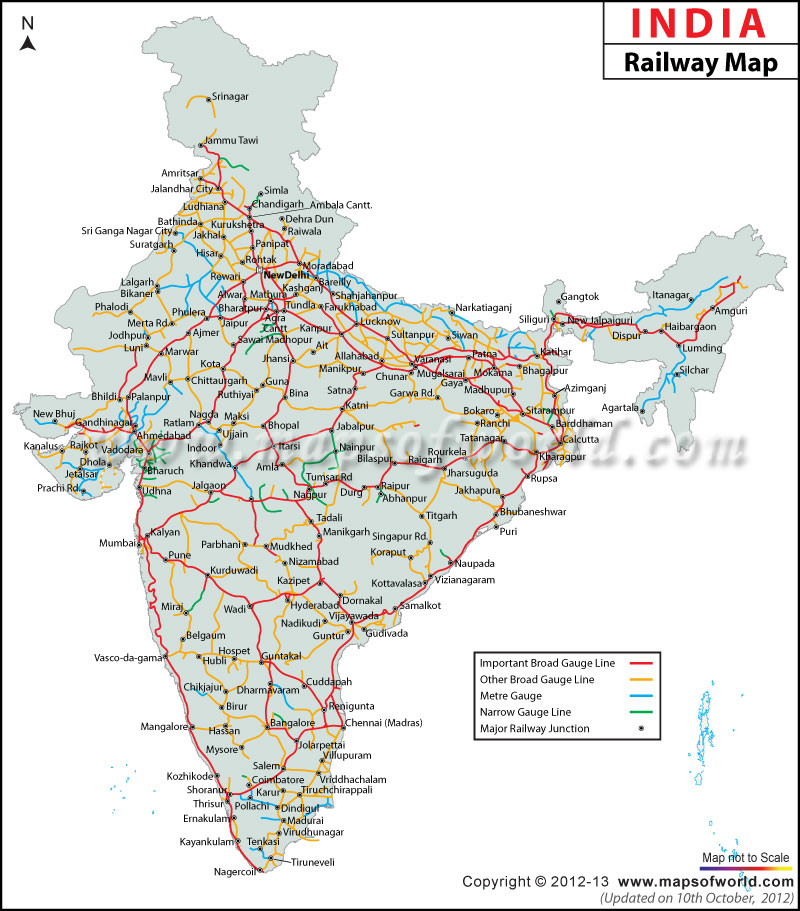 N
INDIA
Railway Map
Srinagar
Jammu Tawi
Amritsar
Jalandhar City
Simla
Ludhiana
Chandigarh
Ambala Cantt.
Bathinda
Kurukshetra
Dehra Dun
Sri Ganga Nagar City
Jakhal
Raiwala
Suratgarh
Panipat
Hisar
Rohtak
Moradabad
Rewari
NewDelhi
Bareilly
Lalgarh
Bikaner
Alwar
Mathura
Kashganj
Shahjahanpur
Phalodi
Phulera
Bharatpur
Tundla
Farukhabad
Narkatiaganj
Gangtok
Itanagar
Merta Rd.
Jaipur
Agra
Cantt
Kanpur
Lucknow
Siliguri
New Jalpaiguri
Amguri
Jodhpur
Ajmer
Sawai Madhopur
Sultanpur
Siwan
Dispur
Haibargaon
Luni
Marwar
Kota
Jhansi
Ait
Allahabad
Varanasi
Patna
Katihar
Lumding
Mavli
Chittaurgarh
Guna
Manikpur
Chunar
Mugalsarai
Mokama
Bhagalpur
Silchar
Bhildi
Palanpur
Ruthiyai
Bina
Satna
Gaya
Madhupur
Azimganj
New Bhuj
Garwa Rd.
Gandhinagar
Nagda
Maksi
Katni
Bokaro
Sitarampur
Agartala
Ratlam
Bhopal
Jabalpur
Ranchi
Barddhaman
Ahmedabad
Ujjain
Tatanagar
Calcutta
Kanalus
Rajkot
Vadodara
Indoor
Itarsi
Nainpur
Rourkela
Kharagpur
www.mapsofworld.com
Dhola
Bharuch
Khandwa
Amla
Bilaspur
Raigarh
Jharsuguda
Rupsa
Jetalsar
Tumsar Rd
Prachi Rd.
Udhna
Jalgaon
Nagpur
Durg
Raipur
Jakhapura
Abhanpur
Tadali
Titgarh
Bhubaneshwar
Kalyan
Puri
Mumbai
Parbhani
Mudkhed
Manikgarh
Singapur Rd.
Pune
Nizamabad
Koraput
Naupada
Kurduwadi
Kazipet
Kottavalasa
Vizianagaram
Miraj
Wadi
Hyderabad
Dornakal
Samalkot
Nadikudi
Vijayawada
Belgaum
Guntur
Gudivada
Vasco-da-gama
Hubli
Hospet
Guntakal
Chikjajur
Dharmavaram
Cuddapah
Birur
Renigunta
Mangalore
Hassan
Bangalore
Chennai (Madras)
Mysore
Jolarpettai
Villupuram
Kozhikode
Salem
Shoranur
Coimbatore
Vriddhachalam
Karur
Tiruchchirappali
Thrisur
Pollachi
Dindigul
Ernakulam
Madurai
Kayankulam
Tenkasi
Virudhunagar
Nagercoil
Tiruneveli
Important Broad Gauge Line
Other Broad Gauge Line
Metre Gauge
Narrow Gauge Line
Major Railway Junction
Map not to Scale
Copyright © 2012-13 www.mapsofworld.com
(Updated on 10th October, 2012)